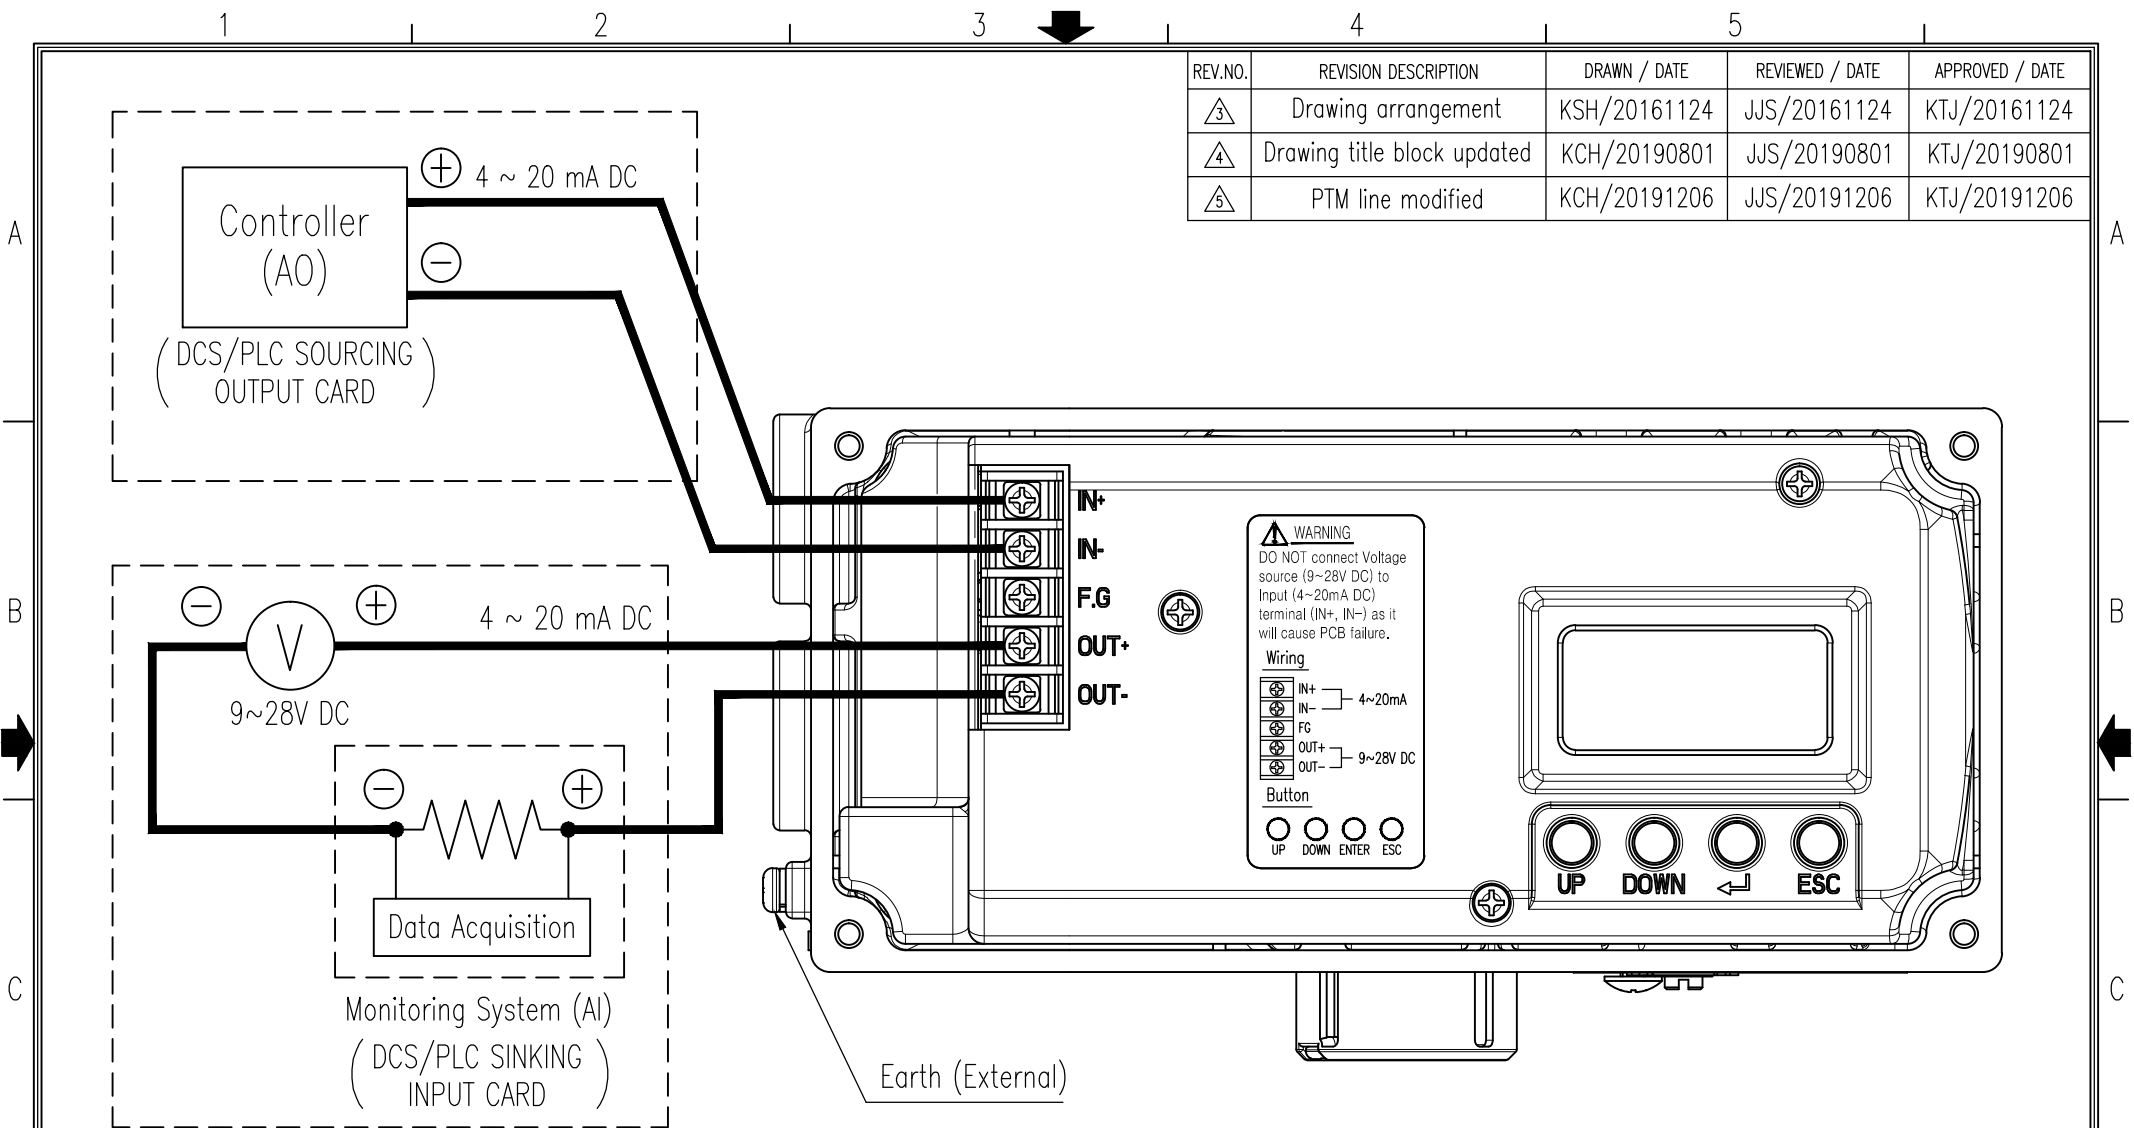 1 2 3 4 5
REV.NO. REVISION DESCRIPTION DRAWN / DATE REVIEWED / DATE APPROVED / DATE
3 Drawing arrangement KSH/20161124 JJS/20161124 KTJ/20161124
4 Drawing title block updated KCH/20190801 JJS/20190801 KTJ/20190801
5 PTM line modified KCH/20191206 JJS/20191206 KTJ/20191206
A A
+ 4 ~ 20 mA DC
Controller
(AO)
−
( DCS/PLC SOURCING
OUTPUT CARD )
IN+
IN-
F.G
OUT+
OUT-
WARNING
DO NOT connect Voltage
source (9~28V DC) to
Input (4~20mA DC)
terminal (IN+, IN−) as it
will cause PCB failure.
Wiring
IN+
IN−
4~20mA
FG
OUT+
OUT−
9~28V DC
Button
UP DOWN ENTER ESC
B B
− + 4 ~ 20 mA DC
V
9~28V DC
− +
Data Acquisition
UP DOWN ↵ ESC
C C
Monitoring System (AI)
( DCS/PLC SINKING
INPUT CARD )
Earth (External)